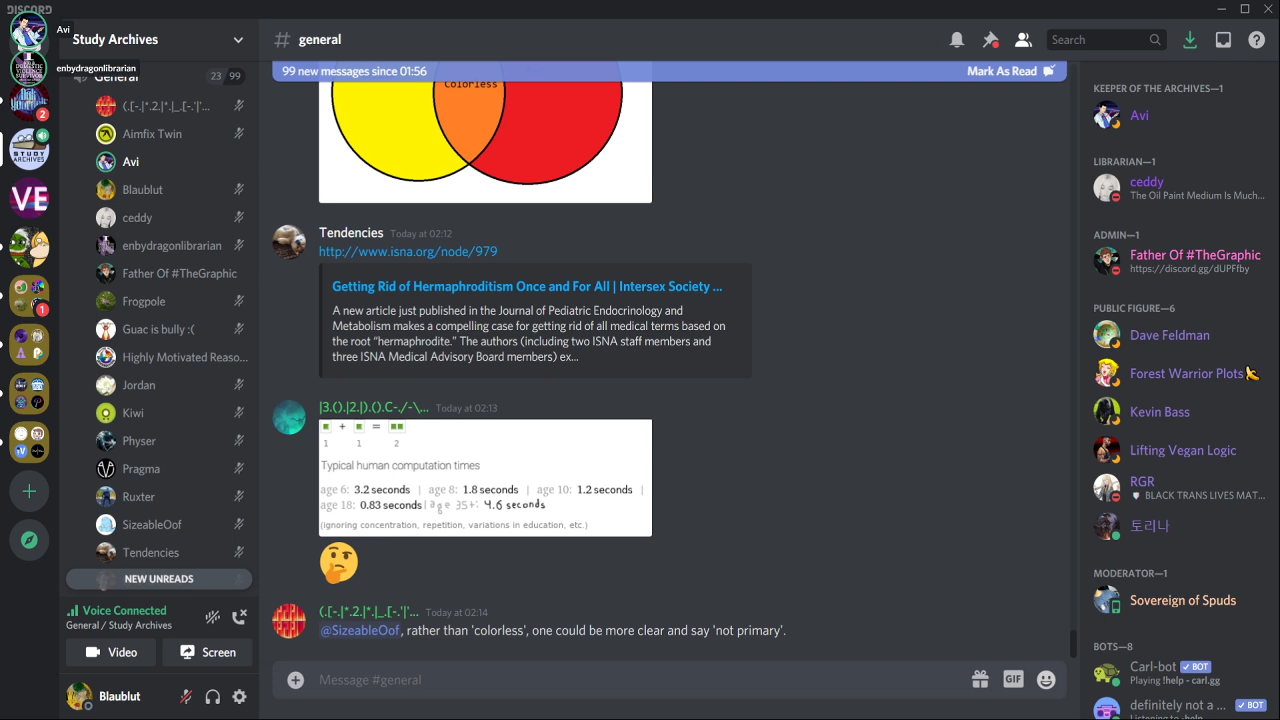 DISCORD
Avi
enbydragonlibrarian
2
VE
1
Study Archives
General
23 99
(.[-.|*.2.|*.|_.[-.'|'...
Aimfix Twin
Avi
Blaublut
ceddy
enbydragonlibrarian
Father Of #TheGraphic
Frogpole
Guac is bully :(
Highly Motivated Reaso...
Jordan
Kiwi
Physer
Pragma
Ruxter
SizeableOof
Tendencies
NEW UNREADS
Voice Connected
General / Study Archives
Video
Screen
Blaublut
# general
Search
99 new messages since 01:56
Mark As Read
Colorless
Tendencies Today at 02:12
http://www.isna.org/node/979
Getting Rid of Hermaphroditism Once and For All | Intersex Society ...
A new article just published in the Journal of Pediatric Endocrinology and
Metabolism makes a compelling case for getting rid of all medical terms based on
the root “hermaphrodite.” The authors (including two ISNA staff members and
three ISNA Medical Advisory Board members) ex...
|3.().|2.|).().C-./-\... Today at 02:13
+ =
1 1 2
Typical human computation times
age 6: 3.2 seconds | age 8: 1.8 seconds | age 10: 1.2 seconds |
age 18: 0.83 seconds | age 35+: 4.6 seconds
(ignoring concentration, repetition, variations in education, etc.)
(.[-.|*.2.|*.|_.[-.'|'... Today at 02:14
@SizeableOof, rather than 'colorless', one could be more clear and say 'not primary'.
Message #general
GIF
KEEPER OF THE ARCHIVES—1
Avi
LIBRARIAN—1
ceddy
The Oil Paint Medium Is Much...
ADMIN—1
Father Of #TheGraphic
https://discord.gg/dUPFfby
PUBLIC FIGURE—6
Dave Feldman
Forest Warrior Plots🍌
Kevin Bass
Lifting Vegan Logic
RGR
BLACK TRANS LIVES MAT...
토리나
MODERATOR—1
Sovereign of Spuds
BOTS—8
Carl-bot BOT
Playing !help - carl.gg
definitely not a ... BOT
Listening to -help